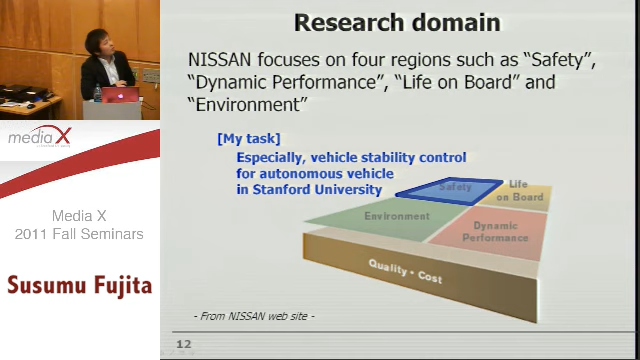 Research domain
NISSAN focuses on four regions such as “Safety”,
“Dynamic Performance”, “Life on Board” and
“Environment”
[My task]
Especially, vehicle stability control
for autonomous vehicle
in Stanford University
Safety
Life
on Board
Environment
Dynamic
Performance
Quality • Cost
- From NISSAN web site -
12
media X
Media X
2011 Fall Seminars
Susumu Fujita